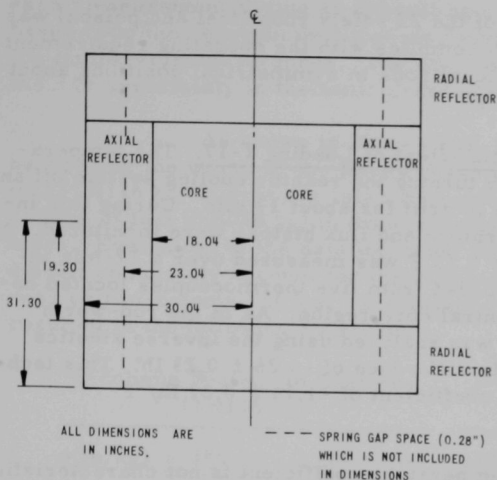 ℄
RADIAL
REFLECTOR
AXIAL
REFLECTOR
AXIAL
REFLECTOR
CORE
CORE
18.04
19.30
23.04
31.30
30.04
RADIAL
REFLECTOR
ALL DIMENSIONS ARE
IN INCHES.
--- SPRING GAP SPACE (0.28")
WHICH IS NOT INCLUDED
IN DIMENSIONS